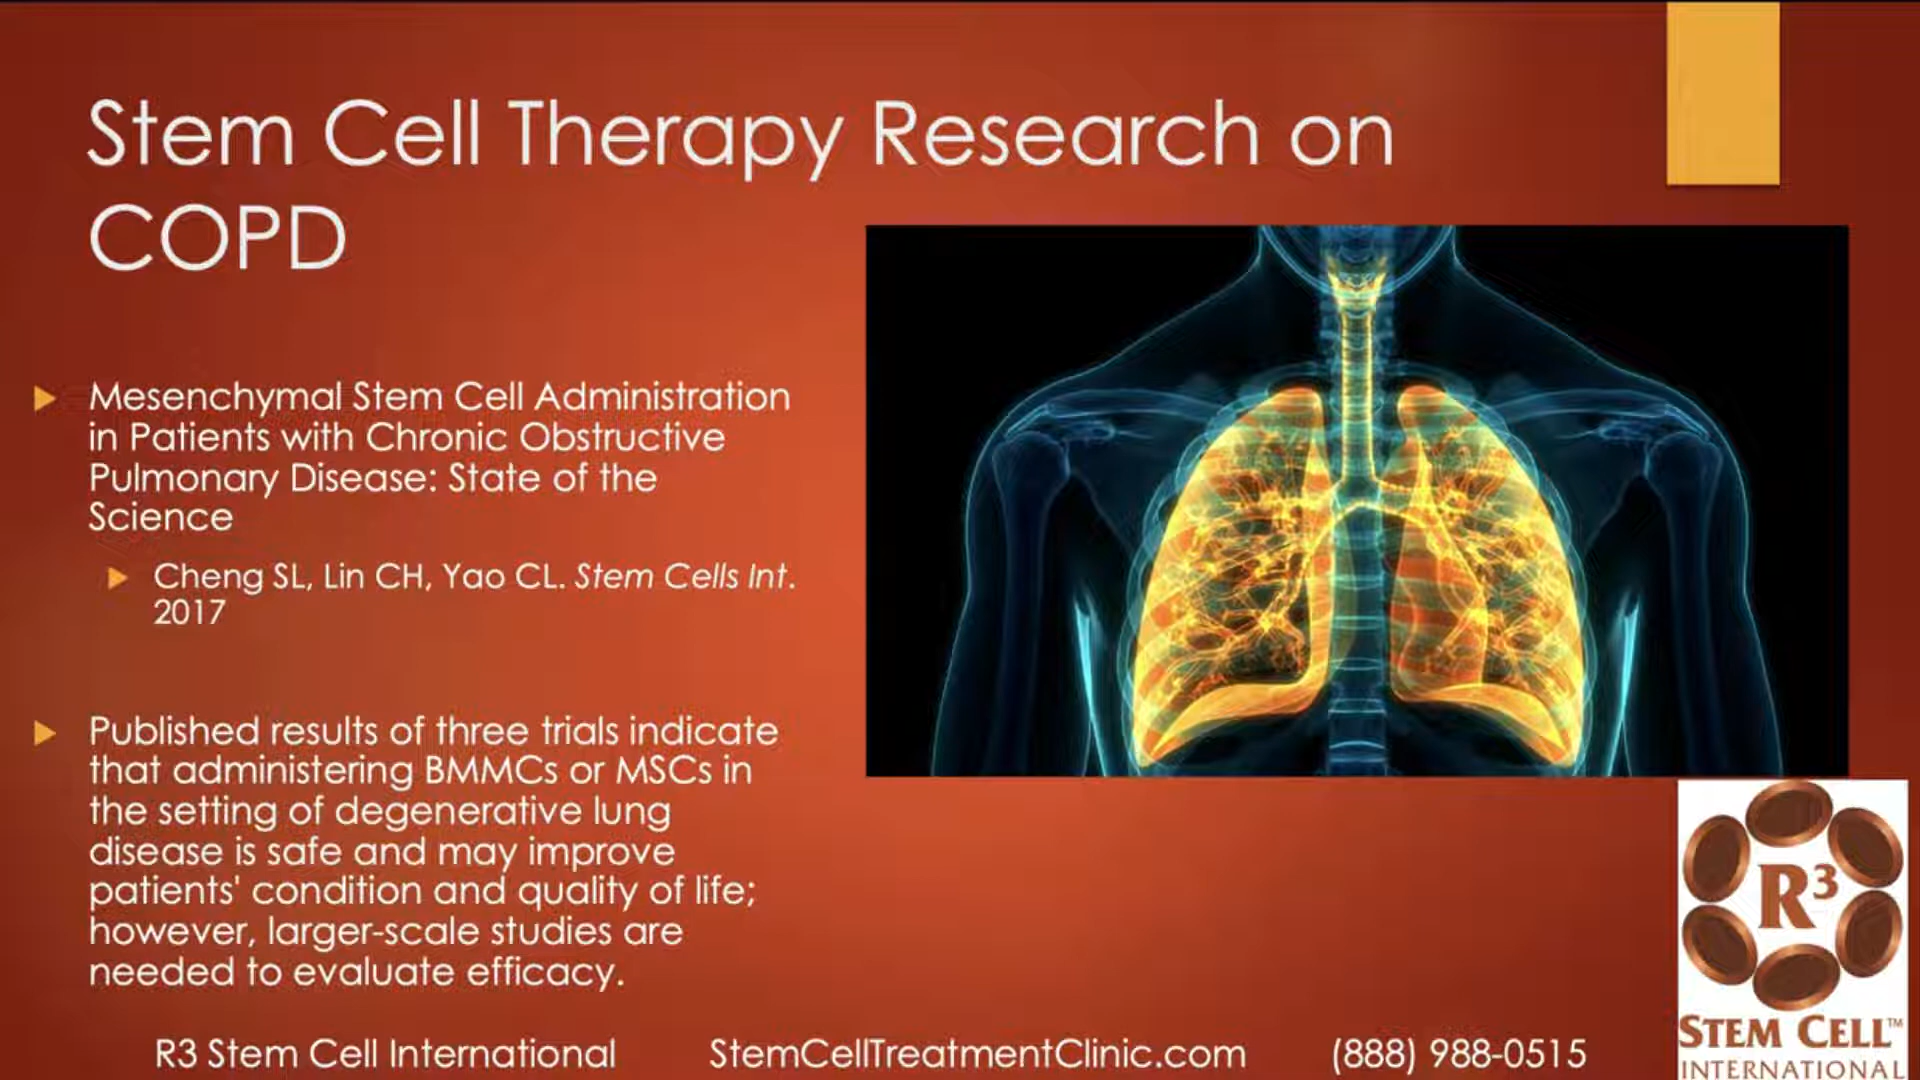 Stem Cell Therapy Research on
COPD
Mesenchymal Stem Cell Administration
in Patients with Chronic Obstructive
Pulmonary Disease: State of the
Science
Cheng SL, Lin CH, Yao CL. Stem Cells Int.
2017
Published results of three trials indicate
that administering BMMCs or MSCs in
the setting of degenerative lung
disease is safe and may improve
patients' condition and quality of life;
however, larger-scale studies are
needed to evaluate efficacy.
R3 Stem Cell International StemCellTreatmentClinic.com (888) 988-0515
R³
STEM CELL™
INTERNATIONAL